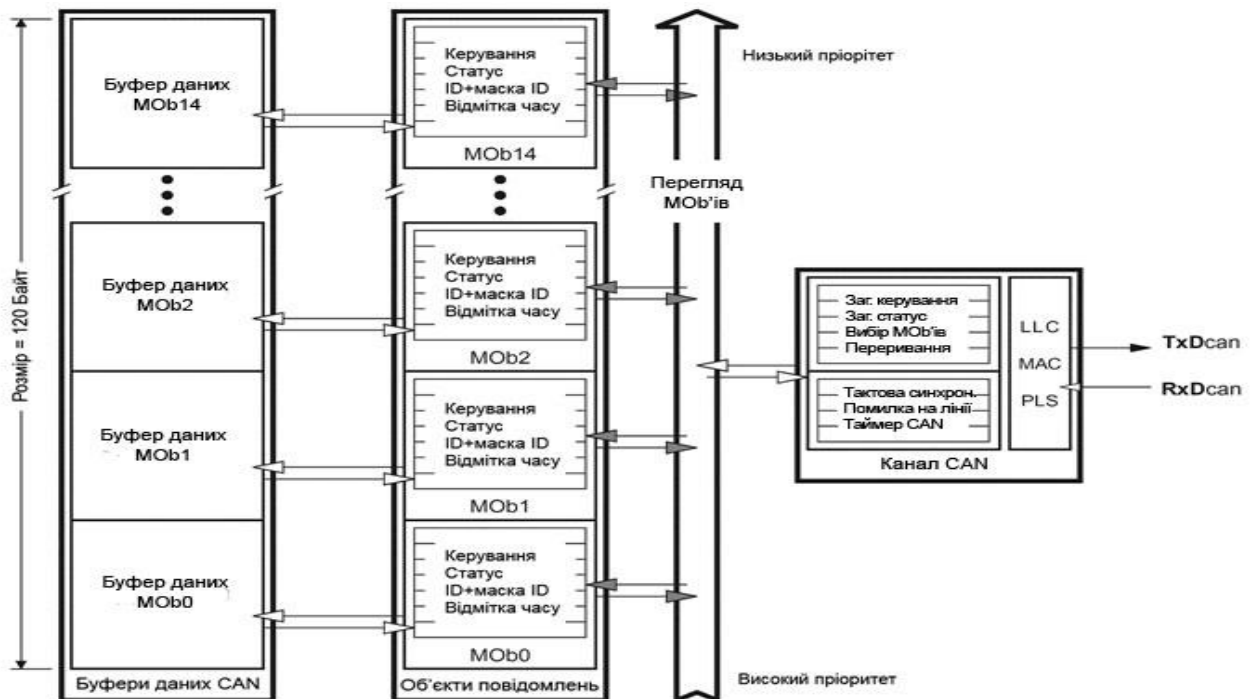 Розмір = 120 Байт
Буфер даних
MOb14
Буфер даних
MOb2
Буфер даних
MOb1
Буфер даних
MOb0
Буфери даних CAN
Керування
Статус
ID+маска ID
Відмітка часу
MOb14
Керування
Статус
ID+маска ID
Відмітка часу
MOb2
Керування
Статус
ID+маска ID
Відмітка часу
MOb1
Керування
Статус
ID+маска ID
Відмітка часу
MOb0
Об'єкти повідомлень
Низький пріорітет
Перегляд
MOb'ів
Високий пріоритет
Заг. керування
Заг. статус
Вибір MOb'ів
Переривання
Тактова синхрон.
Помилка на лінії
Таймер CAN
LLC
MAC
PLS
Канал CAN
TxDcan
RxDcan